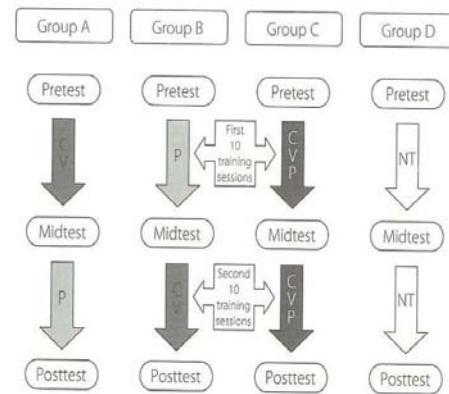 Group A Group B Group C Group D
Pretest Pretest Pretest Pretest
CV P First 10 training sessions CVP NT
Midtest Midtest Midtest Midtest
P CV Second 10 training sessions CVP NT
Posttest Posttest Posttest Posttest